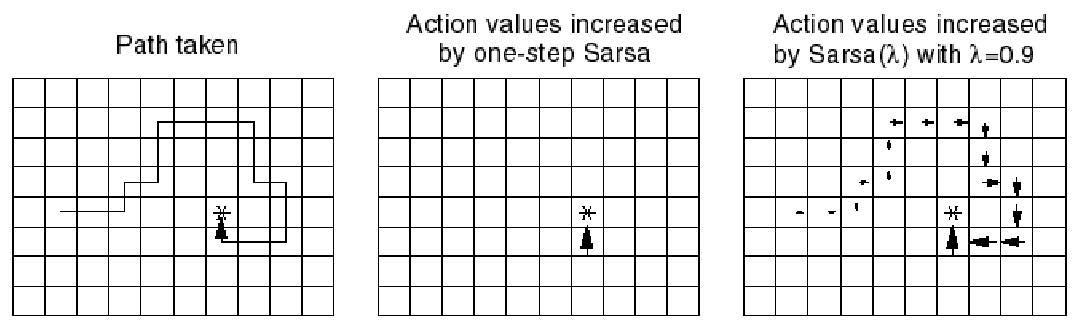 Path taken
Action values increased
by one-step Sarsa
Action values increased
by Sarsa(λ) with λ=0.9